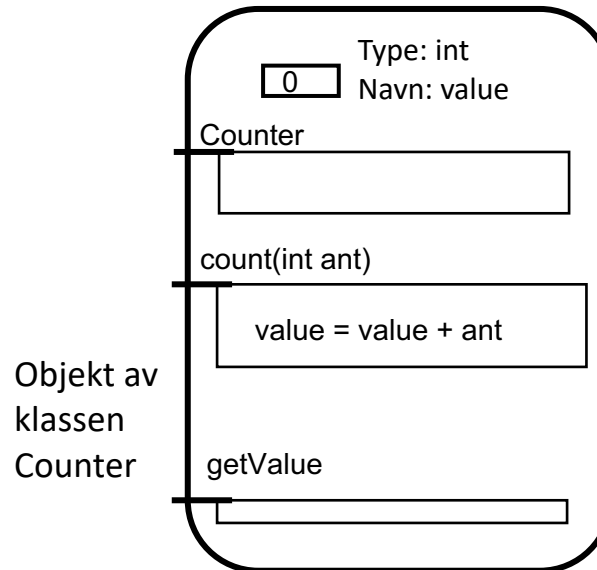 Type: int
0
Navn: value
Counter
count(int ant)
value = value + ant
Objekt av
klassen
Counter
getValue